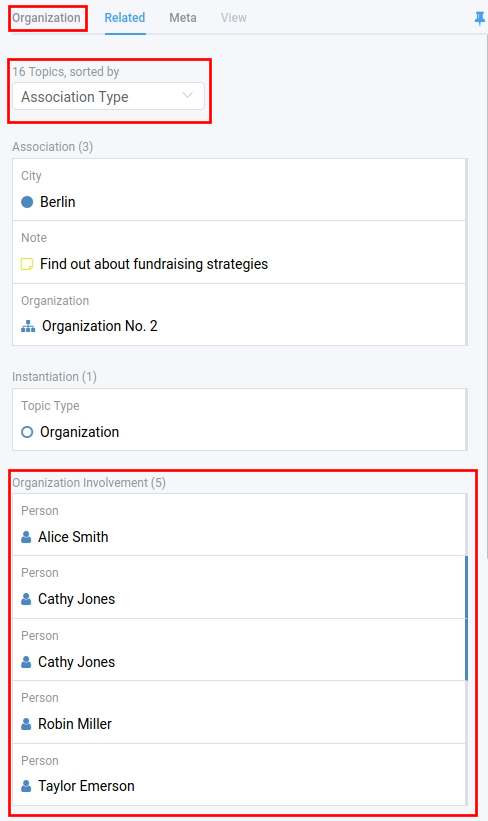 Organization Related Meta View
16 Topics, sorted by
Association Type
Association (3)
City
Berlin
Note
Find out about fundraising strategies
Organization
Organization No. 2
Instantiation (1)
Topic Type
Organization
Organization Involvement (5)
Person
Alice Smith
Person
Cathy Jones
Person
Cathy Jones
Person
Robin Miller
Person
Taylor Emerson